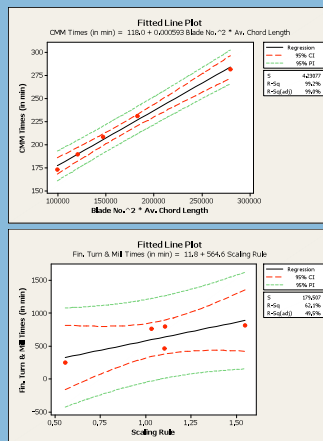 Fitted Line Plot
CMM Times (in min) = 118,0 + 0,000593 Blade No.^2 * Av. Chord Length
CMM Times (in min)
300
275
250
225
200
175
150
100000 150000 200000 250000 300000
Blade No.^2 * Av. Chord Length
Regression
95% CI
95% PI
S 4,23077
R-Sq 99,2%
R-Sq(adj) 99,0%
Fitted Line Plot
Fin. Turn & Mill Times (in min) = 11,8 + 564,6 Scaling Rule
Fin. Turn & Mill Times (in min)
1500
1000
500
0
-500
0,50 0,75 1,00 1,25 1,50
Scaling Rule
Regression
95% CI
95% PI
S 179,507
R-Sq 62,1%
R-Sq(adj) 49,5%